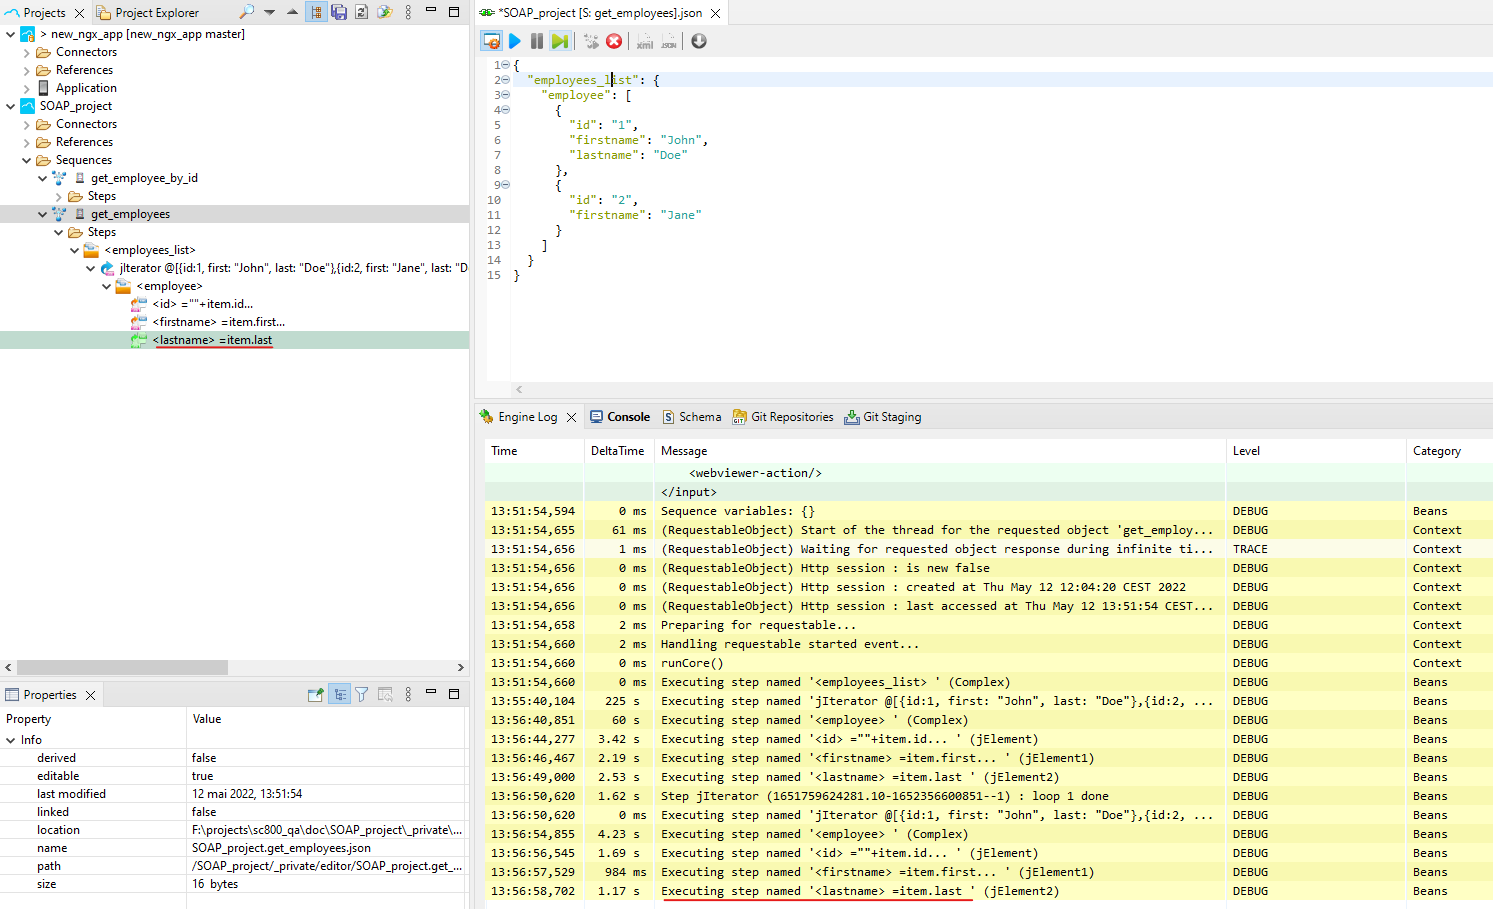 Projects
Project Explorer
> new_ngx_app [new_ngx_app master]
Connectors
References
Application
SOAP_project
Connectors
References
Sequences
get_employee_by_id
Steps
get_employees
Steps
<employees_list>
jIterator @[{id:1, first: "John", last: "Doe"},{id:2, first: "Jane", last: "D
<employee>
<id> =""+item.id...
<firstname> =item.first...
<lastname> =item.last
Properties
Property Value
Info
derived false
editable true
last modified 12 mai 2022, 13:51:54
linked false
location F:\projects\sc800_qa\doc\SOAP_project\_private\...
name SOAP_project.get_employees.json
path /SOAP_project/_private/editor/SOAP_project.get_...
size 16 bytes
*SOAP_project [S: get_employees].json
xml JSON
1 {
2 "employees_list": {
3 "employee": [
4 {
5 "id": "1",
6 "firstname": "John",
7 "lastname": "Doe"
8 },
9 {
10 "id": "2",
11 "firstname": "Jane"
12 }
13 ]
14 }
15 }
Engine Log Console Schema Git Repositories Git Staging
Time DeltaTime Message Level Category
<webviewer-action/>
</input>
13:51:54,594 0 ms Sequence variables: {} DEBUG Beans
13:51:54,655 61 ms (RequestableObject) Start of the thread for the requested object 'get_employ... DEBUG Context
13:51:54,656 1 ms (RequestableObject) Waiting for requested object response during infinite ti... TRACE Context
13:51:54,656 0 ms (RequestableObject) Http session : is new false DEBUG Context
13:51:54,656 0 ms (RequestableObject) Http session : created at Thu May 12 12:04:20 CEST 2022 DEBUG Context
13:51:54,656 0 ms (RequestableObject) Http session : last accessed at Thu May 12 13:51:54 CEST... DEBUG Context
13:51:54,658 2 ms Preparing for requestable... DEBUG Context
13:51:54,660 2 ms Handling requestable started event... DEBUG Context
13:51:54,660 0 ms runCore() DEBUG Context
13:51:54,660 0 ms Executing step named '<employees_list> ' (Complex) DEBUG Beans
13:55:40,104 225 s Executing step named 'jIterator @[{id:1, first: "John", last: "Doe"},{id:2, ... DEBUG Beans
13:56:40,851 60 s Executing step named '<employee> ' (Complex) DEBUG Beans
13:56:44,277 3.42 s Executing step named '<id> =""+item.id... ' (jElement) DEBUG Beans
13:56:46,467 2.19 s Executing step named '<firstname> =item.first... ' (jElement1) DEBUG Beans
13:56:49,000 2.53 s Executing step named '<lastname> =item.last ' (jElement2) DEBUG Beans
13:56:50,620 1.62 s Step jIterator (1651759624281.10-1652356600851--1) : loop 1 done DEBUG Beans
13:56:50,620 0 ms Executing step named 'jIterator @[{id:1, first: "John", last: "Doe"},{id:2, ... DEBUG Beans
13:56:54,855 4.23 s Executing step named '<employee> ' (Complex) DEBUG Beans
13:56:56,545 1.69 s Executing step named '<id> =""+item.id... ' (jElement) DEBUG Beans
13:56:57,529 984 ms Executing step named '<firstname> =item.first... ' (jElement1) DEBUG Beans
13:56:58,702 1.17 s Executing step named '<lastname> =item.last ' (jElement2) DEBUG Beans